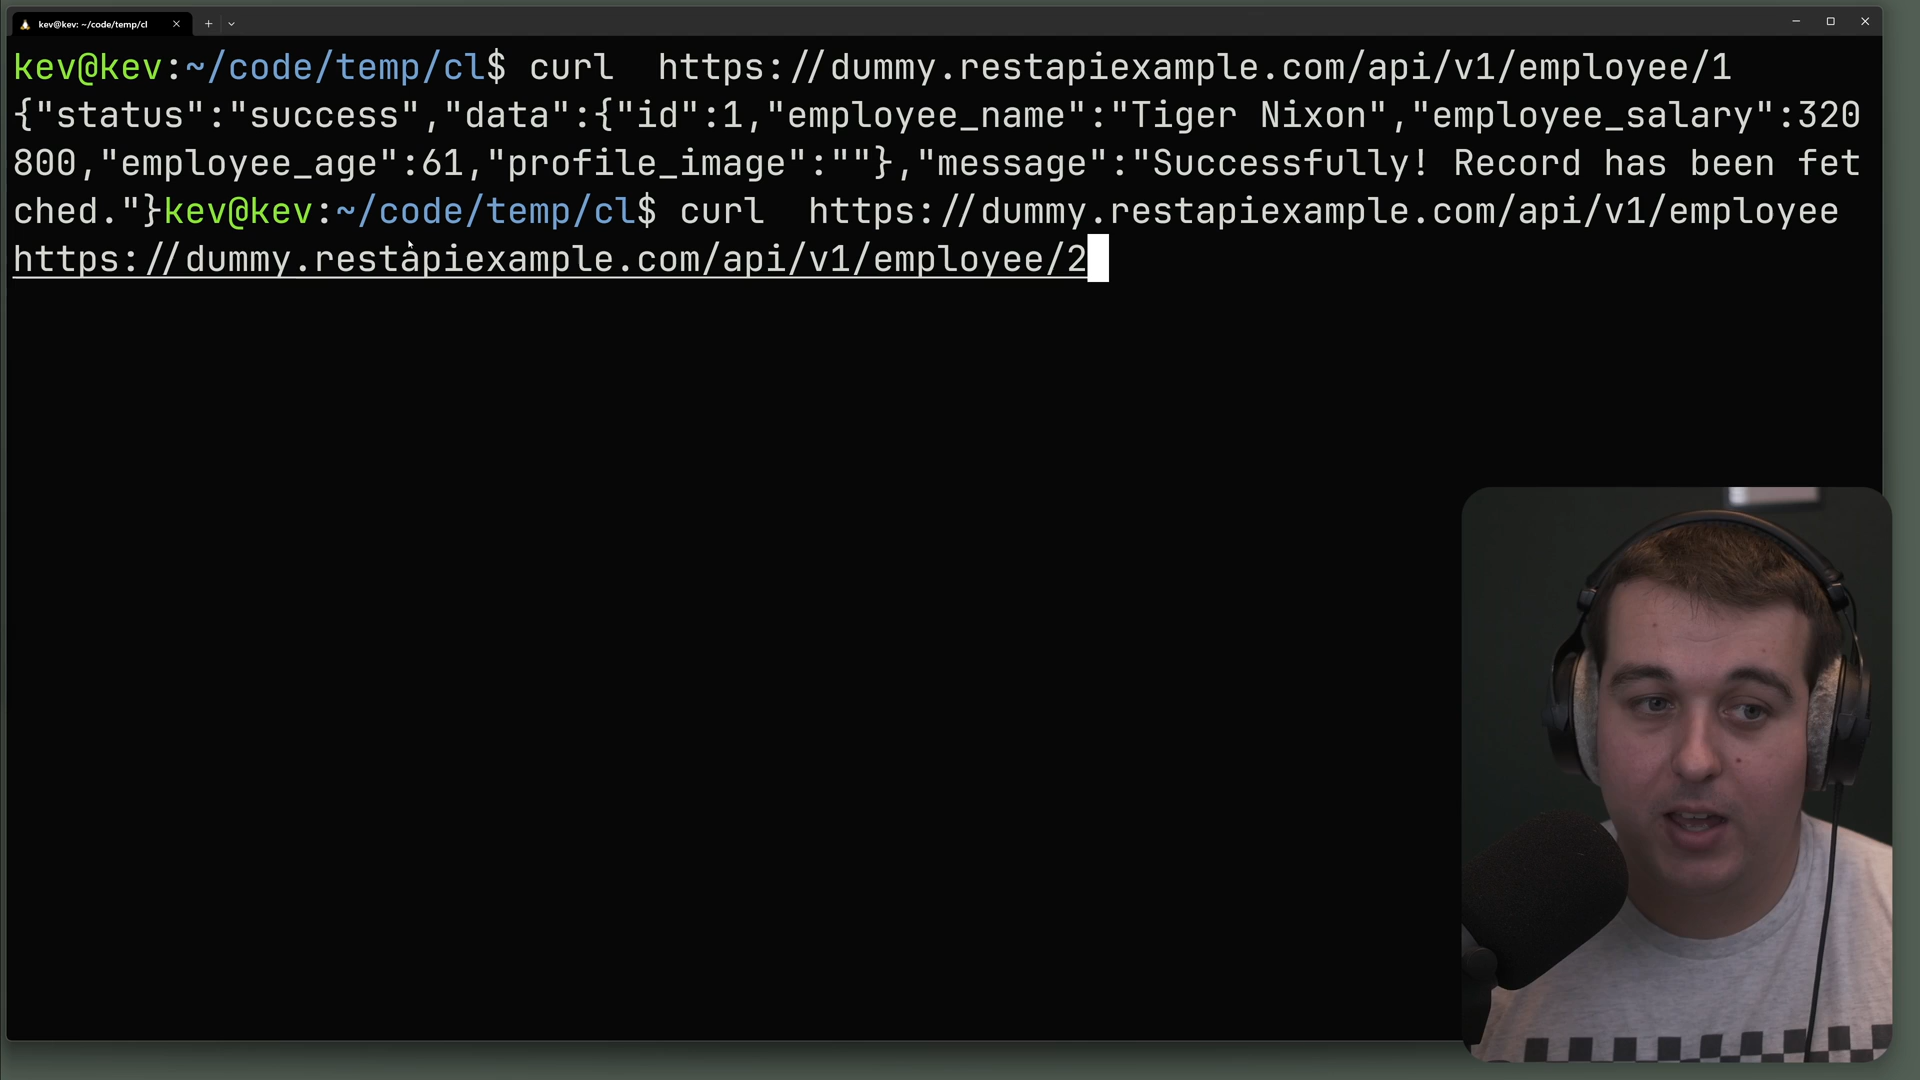 kev@kev: ~/code/temp/cl
kev@kev:~/code/temp/cl$ curl  https://dummy.restapiexample.com/api/v1/employee/1
{"status":"success","data":{"id":1,"employee_name":"Tiger Nixon","employee_salary":320
800,"employee_age":61,"profile_image":""},"message":"Successfully! Record has been fet
ched."}kev@kev:~/code/temp/cl$ curl  https://dummy.restapiexample.com/api/v1/employee
https://dummy.restapiexample.com/api/v1/employee/2